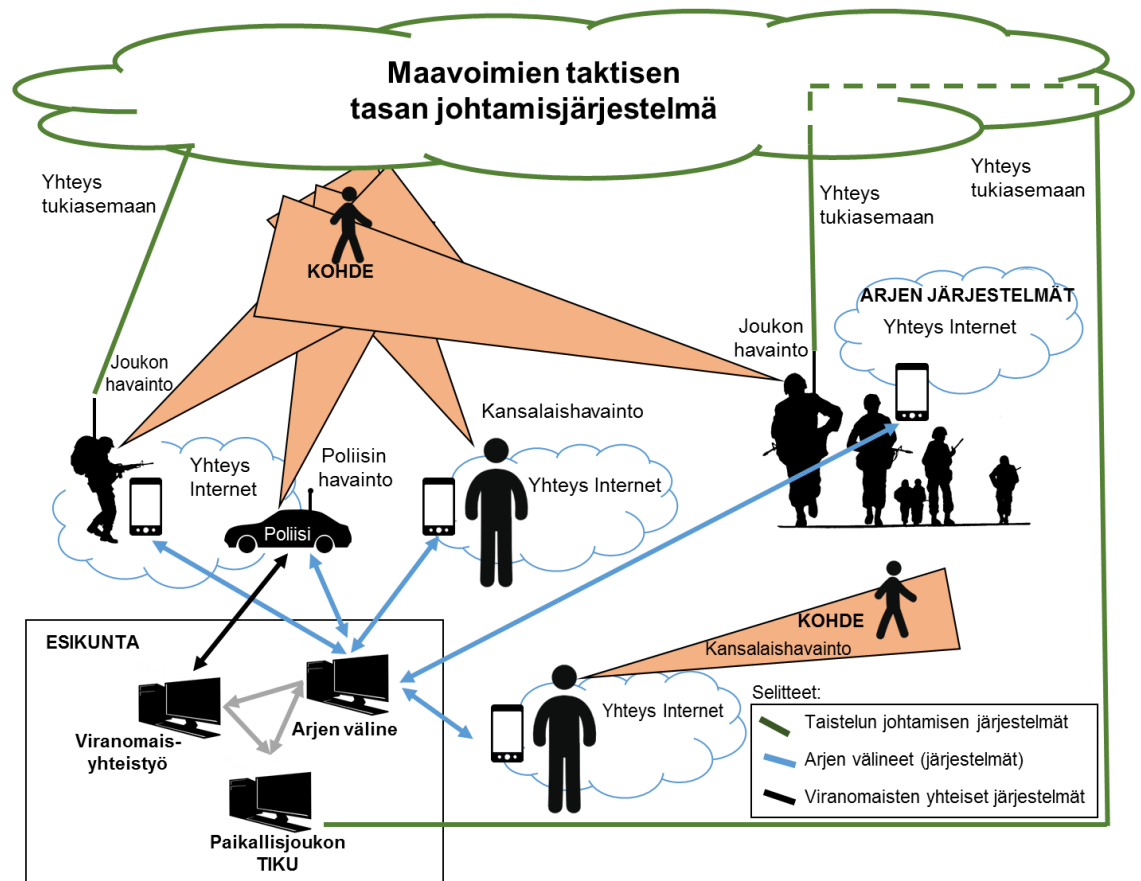 Maavoimien taktisen
tasan johtamisjärjestelmä
Yhteys
tukiasemaan
Yhteys
tukiasemaan
Yhteys
tukiasemaan
KOHDE
ARJEN JÄRJESTELMÄT
Yhteys Internet
Joukon
havainto
Joukon
havainto
Kansalaishavainto
Yhteys
Internet
Poliisin
havainto
Yhteys Internet
Poliisi
KOHDE
Kansalaishavainto
ESIKUNTA
Arjen väline
Viranomais-
yhteistyö
Paikallisjoukon
TIKU
Yhteys Internet
Selitteet:
Taistelun johtamisen järjestelmät
Arjen välineet (järjestelmät)
Viranomaisten yhteiset järjestelmät